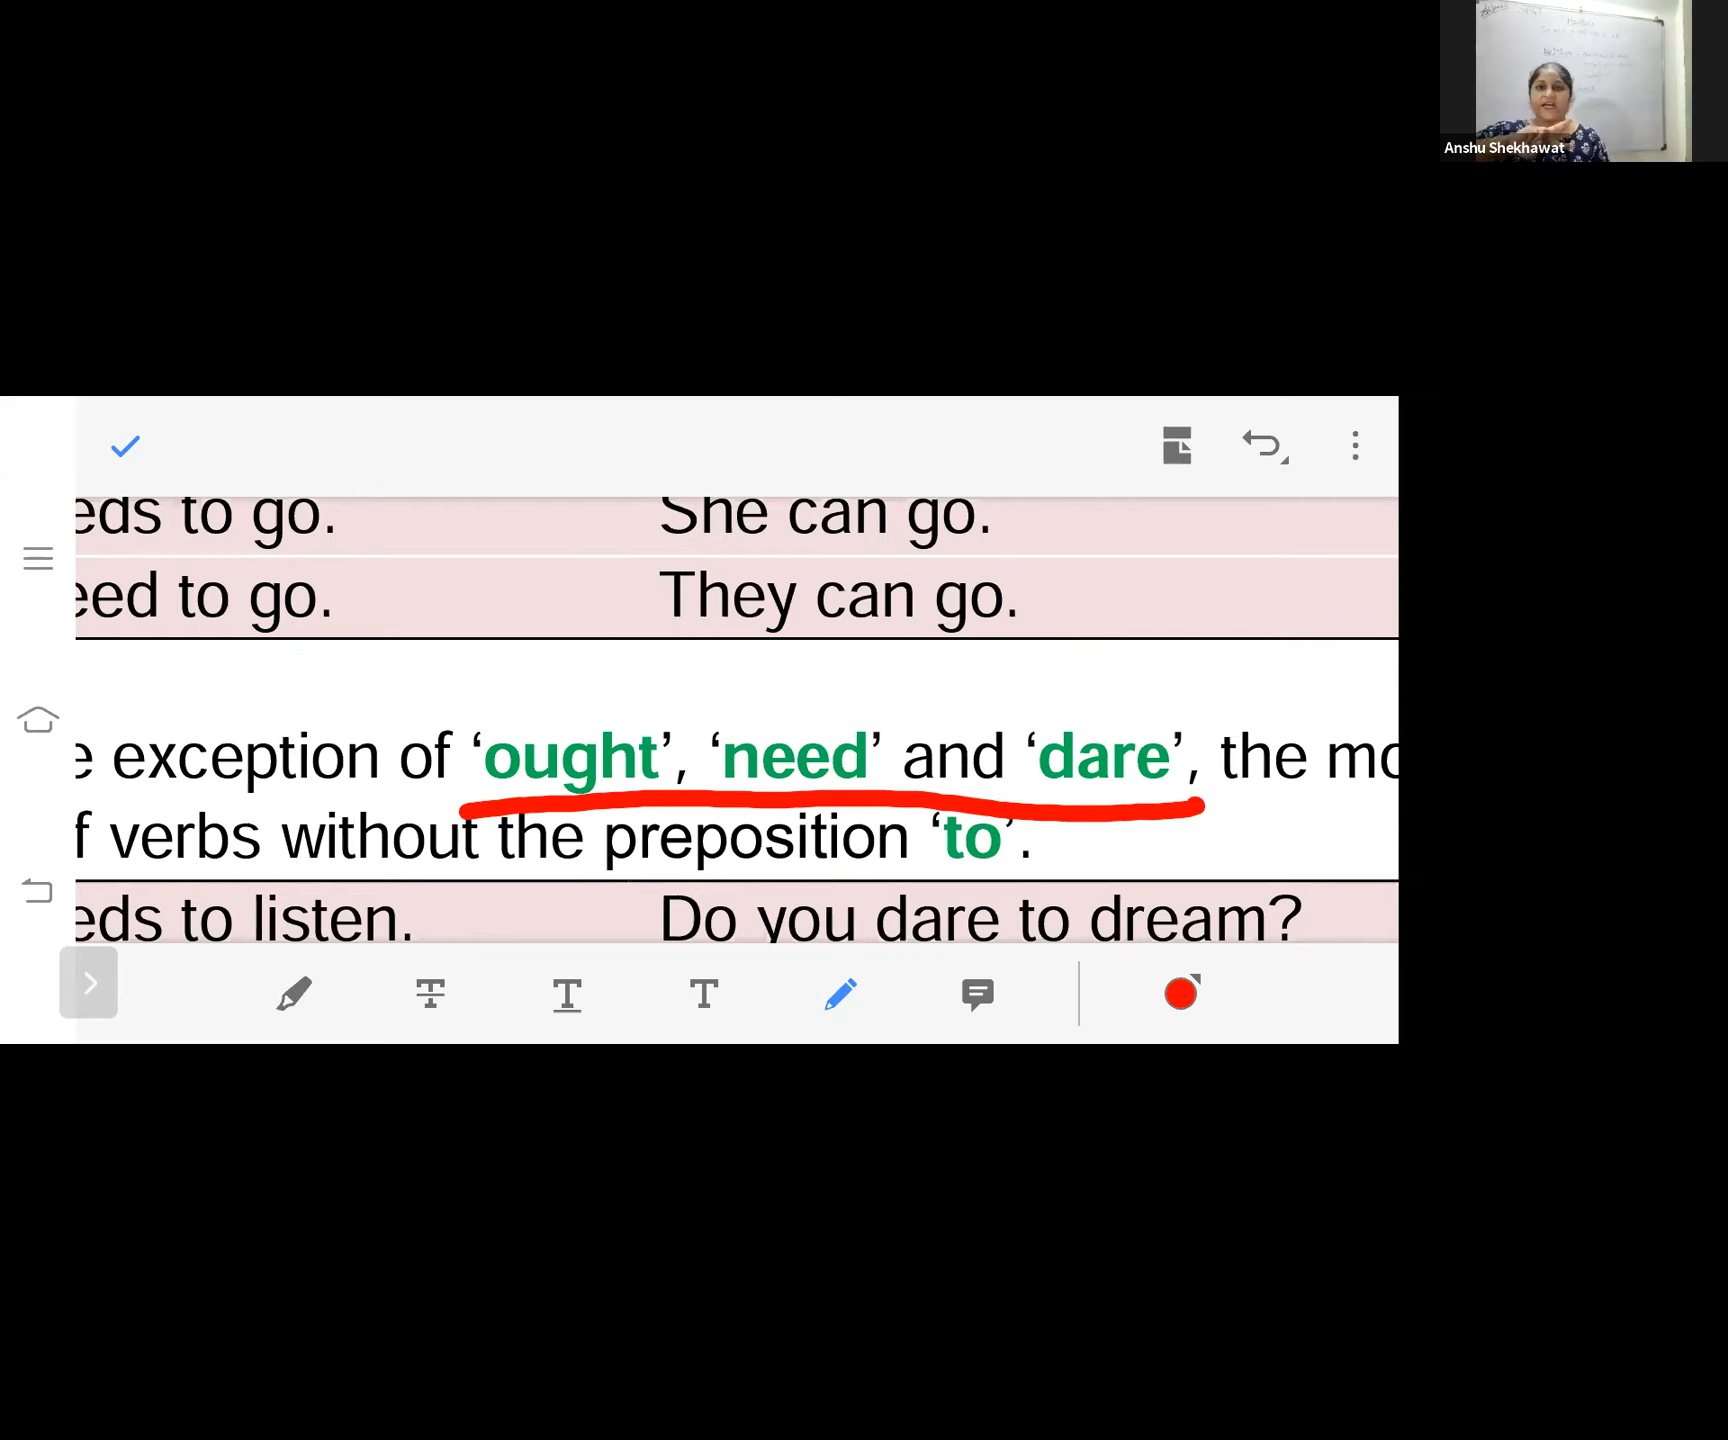 Anshu Shekhawat
eds to go. She can go.
eed to go. They can go.
e exception of ‘ought’, ‘need’ and ‘dare’, the mo
f verbs without the preposition ‘to’.
eds to listen. Do you dare to dream?